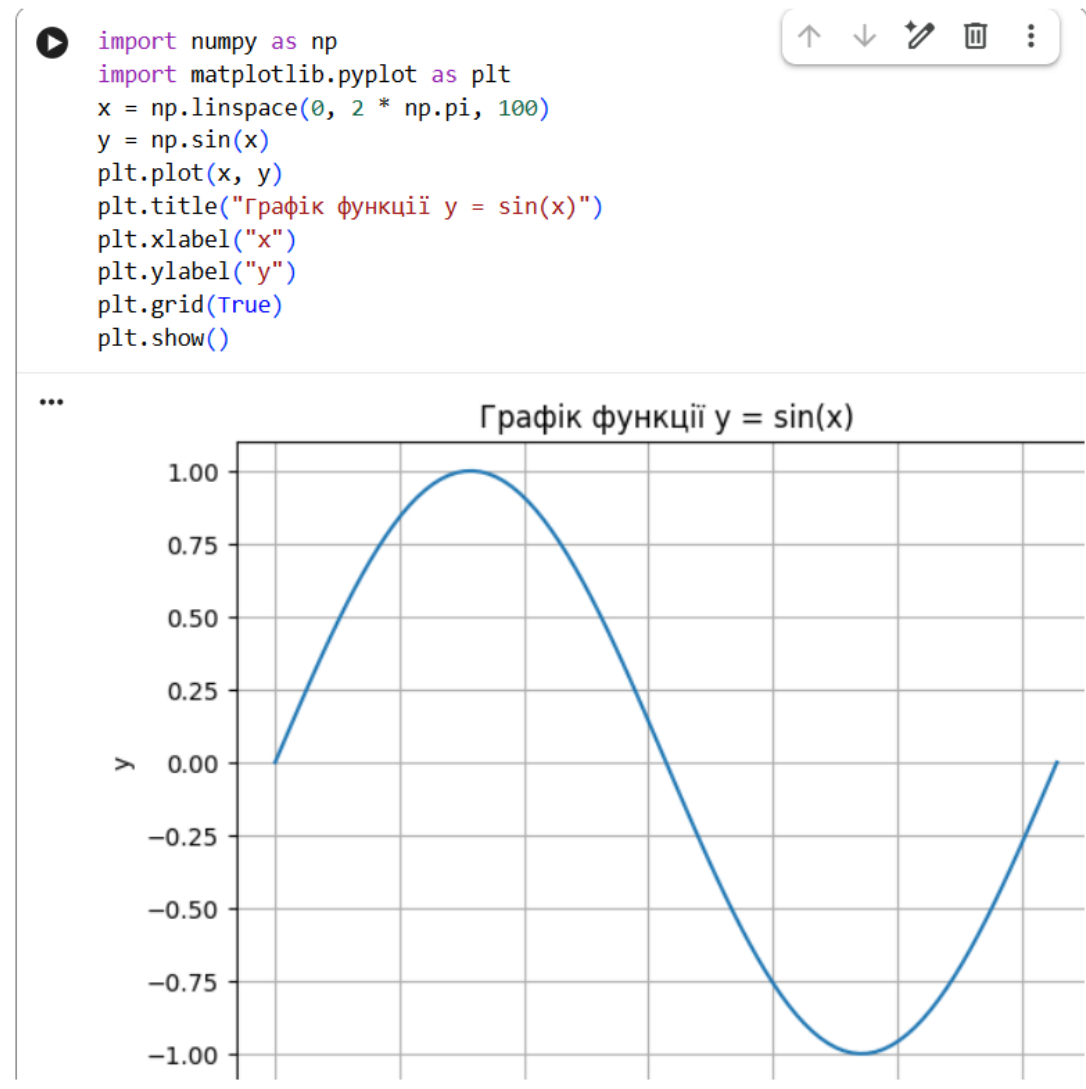 import numpy as np
import matplotlib.pyplot as plt
x = np.linspace(0, 2 * np.pi, 100)
y = np.sin(x)
plt.plot(x, y)
plt.title("Графік функції y = sin(x)")
plt.xlabel("x")
plt.ylabel("y")
plt.grid(True)
plt.show()
Графік функції y = sin(x)
1.00
0.75
0.50
0.25
y
0.00
−0.25
−0.50
−0.75
−1.00